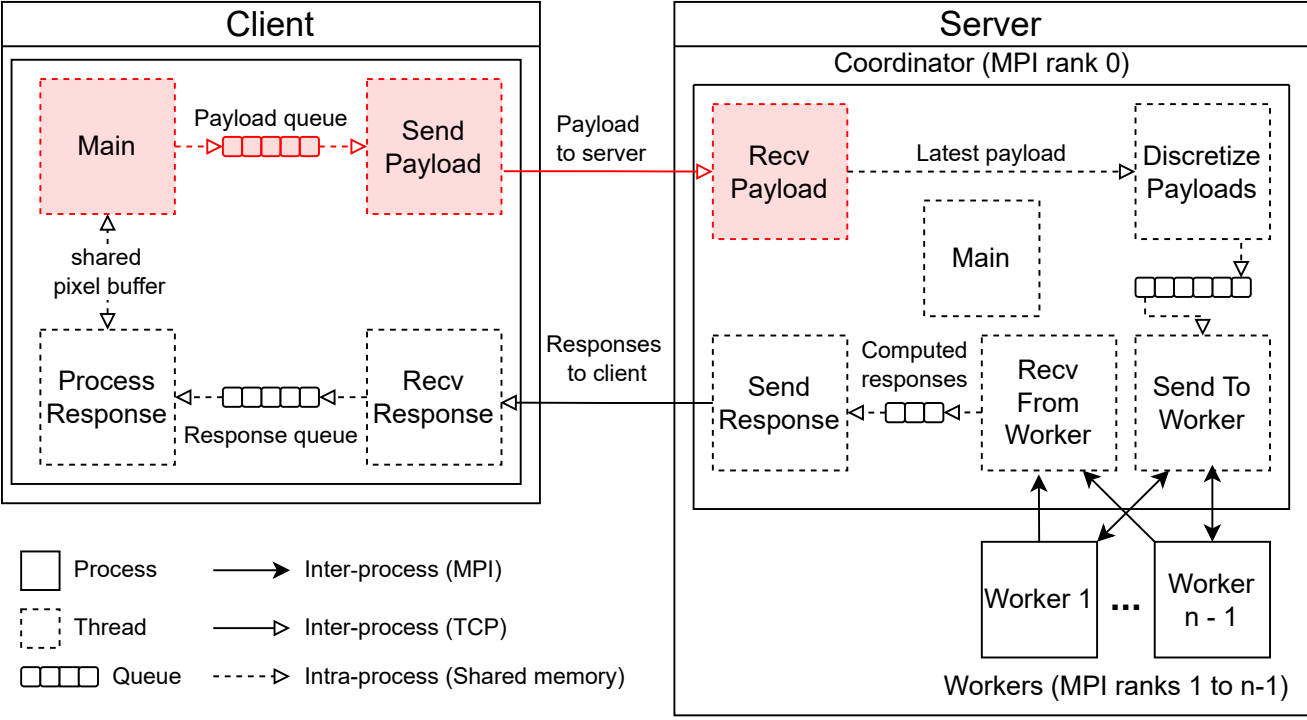 Client
Server
Coordinator (MPI rank 0)
Main
Payload queue
Send
Payload
Payload
to server
Recv
Payload
Latest payload
Discretize
Payloads
shared
pixel buffer
Main
Process
Response
Response queue
Recv
Response
Responses
to client
Send
Response
Computed
responses
Recv
From
Worker
Send To
Worker
Worker 1
...
Worker
n - 1
Workers (MPI ranks 1 to n-1)
Process
Inter-process (MPI)
Thread
Inter-process (TCP)
Queue
Intra-process (Shared memory)